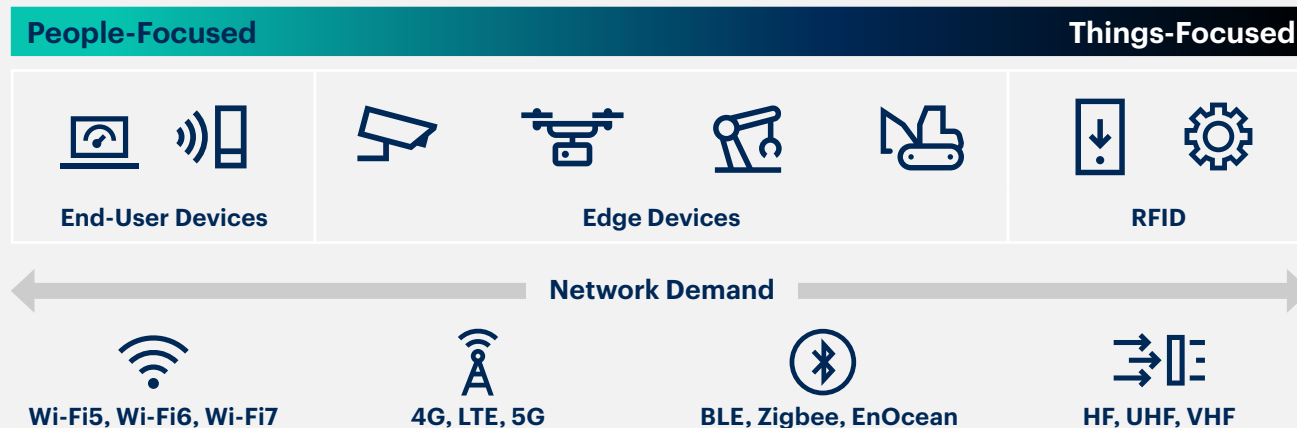 People-Focused Things-Focused
End-User Devices Edge Devices RFID
Network Demand
Wi-Fi5, Wi-Fi6, Wi-Fi7 4G, LTE, 5G BLE, Zigbee, EnOcean HF, UHF, VHF